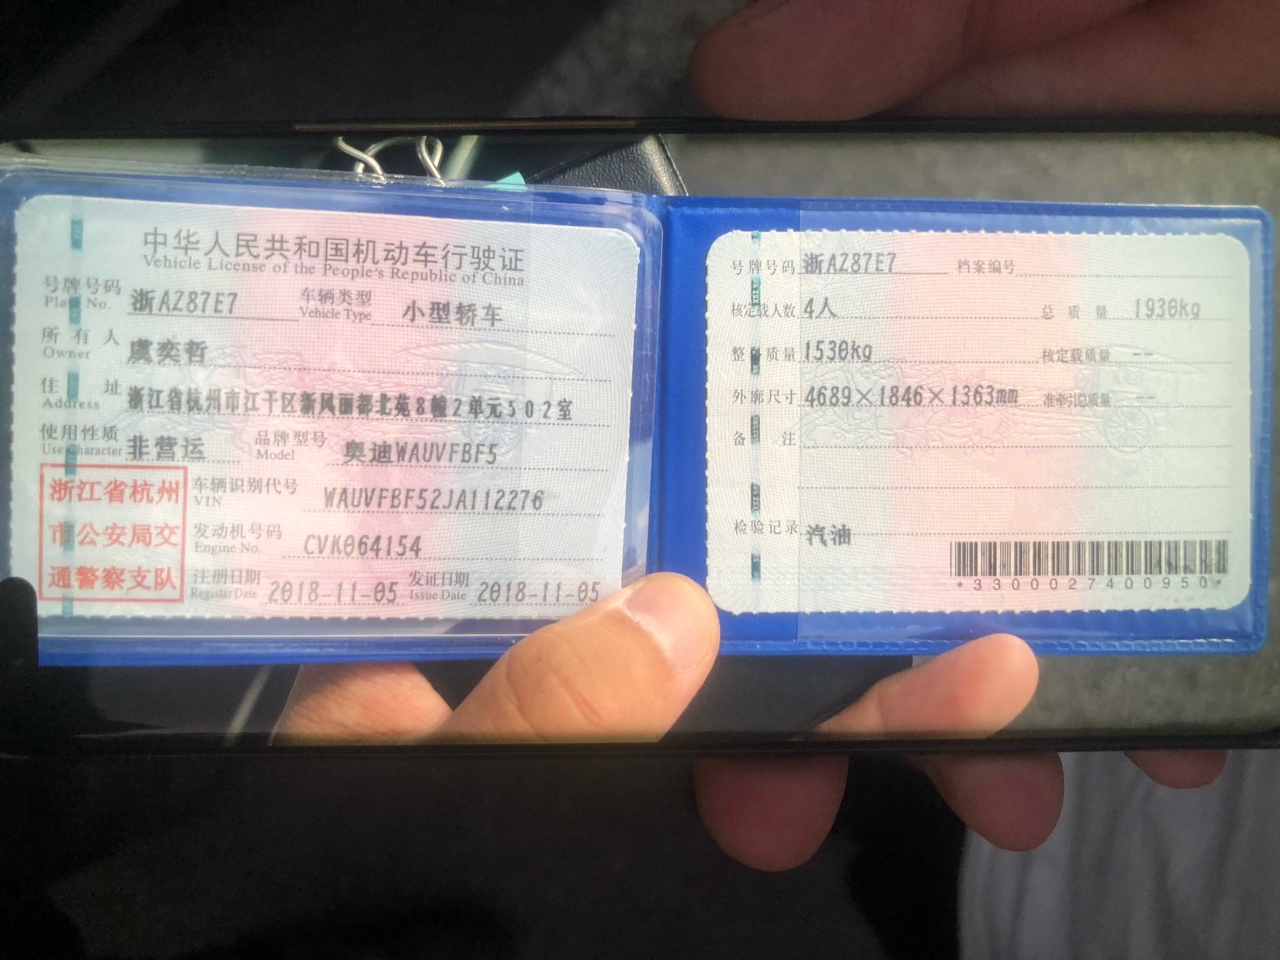 中华人民共和国机动车行驶证
Vehicle License of the People's Republic of China
号牌号码 浙AZ87E7 车辆类型 小型轿车
Plate No. Vehicle Type
所有人 虞奕哲
Owner
住址 浙江省杭州市江干区新风丽都北苑8幢2单元502室
Address
使用性质 非营运 品牌型号 奥迪WAUVFBF5
Use Character Model
浙江省杭州
市公安局交
通警察支队
车辆识别代号 WAUVFBF52JA112276
VIN
发动机号码 CVK064154
Engine No.
注册日期 2018-11-05 发证日期 2018-11-05
Register Date Issue Date
号牌号码 浙AZ87E7 档案编号
核定载人数 4人 总质量 1930kg
整备质量 1530kg 核定载质量 --
外廓尺寸 4689×1846×1363mm 准牵引总质量 --
备注
检验记录 汽油
*3300027400950*